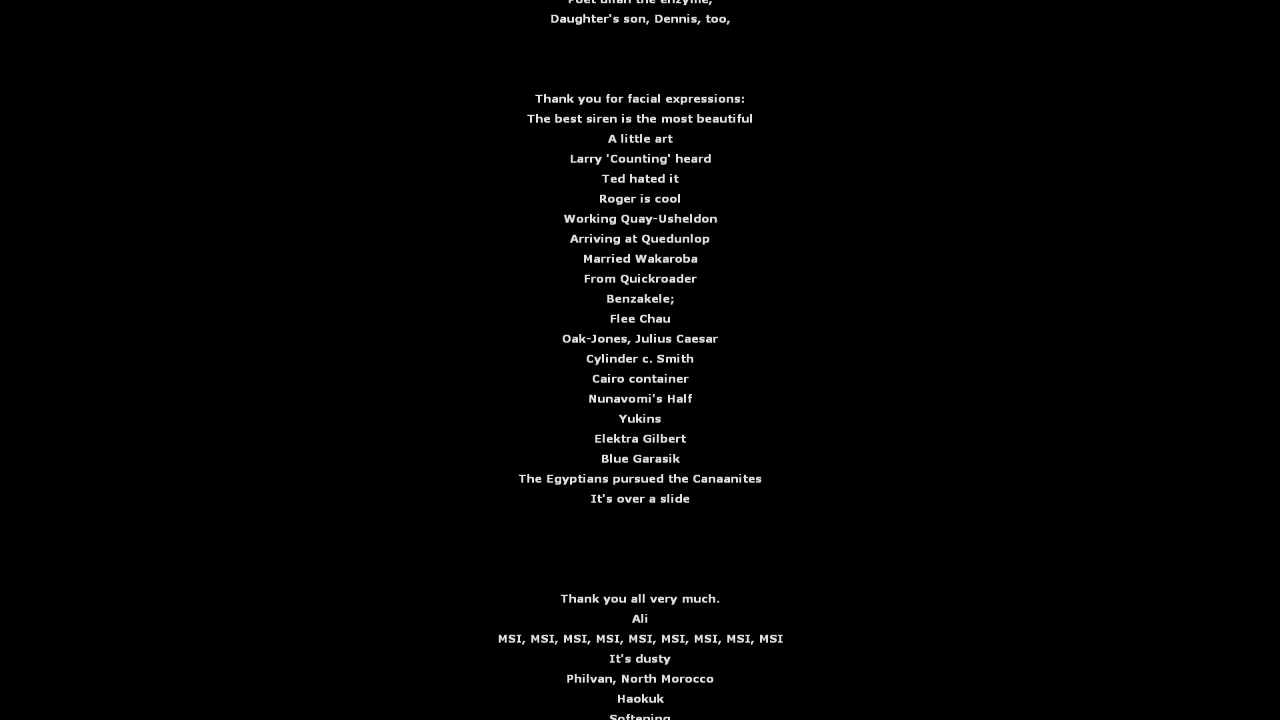 Daughter's son, Dennis, too,
Thank you for facial expressions:
The best siren is the most beautiful
A little art
Larry 'Counting' heard
Ted hated it
Roger is cool
Working Quay-Usheldon
Arriving at Quedunlop
Married Wakaroba
From Quickroader
Benzakele;
Flee Chau
Oak-Jones, Julius Caesar
Cylinder c. Smith
Cairo container
Nunavomi's Half
Yukins
Elektra Gilbert
Blue Garasik
The Egyptians pursued the Canaanites
It's over a slide
Thank you all very much.
Ali
MSI, MSI, MSI, MSI, MSI, MSI, MSI, MSI, MSI
It's dusty
Philvan, North Morocco
Haokuk
Softening